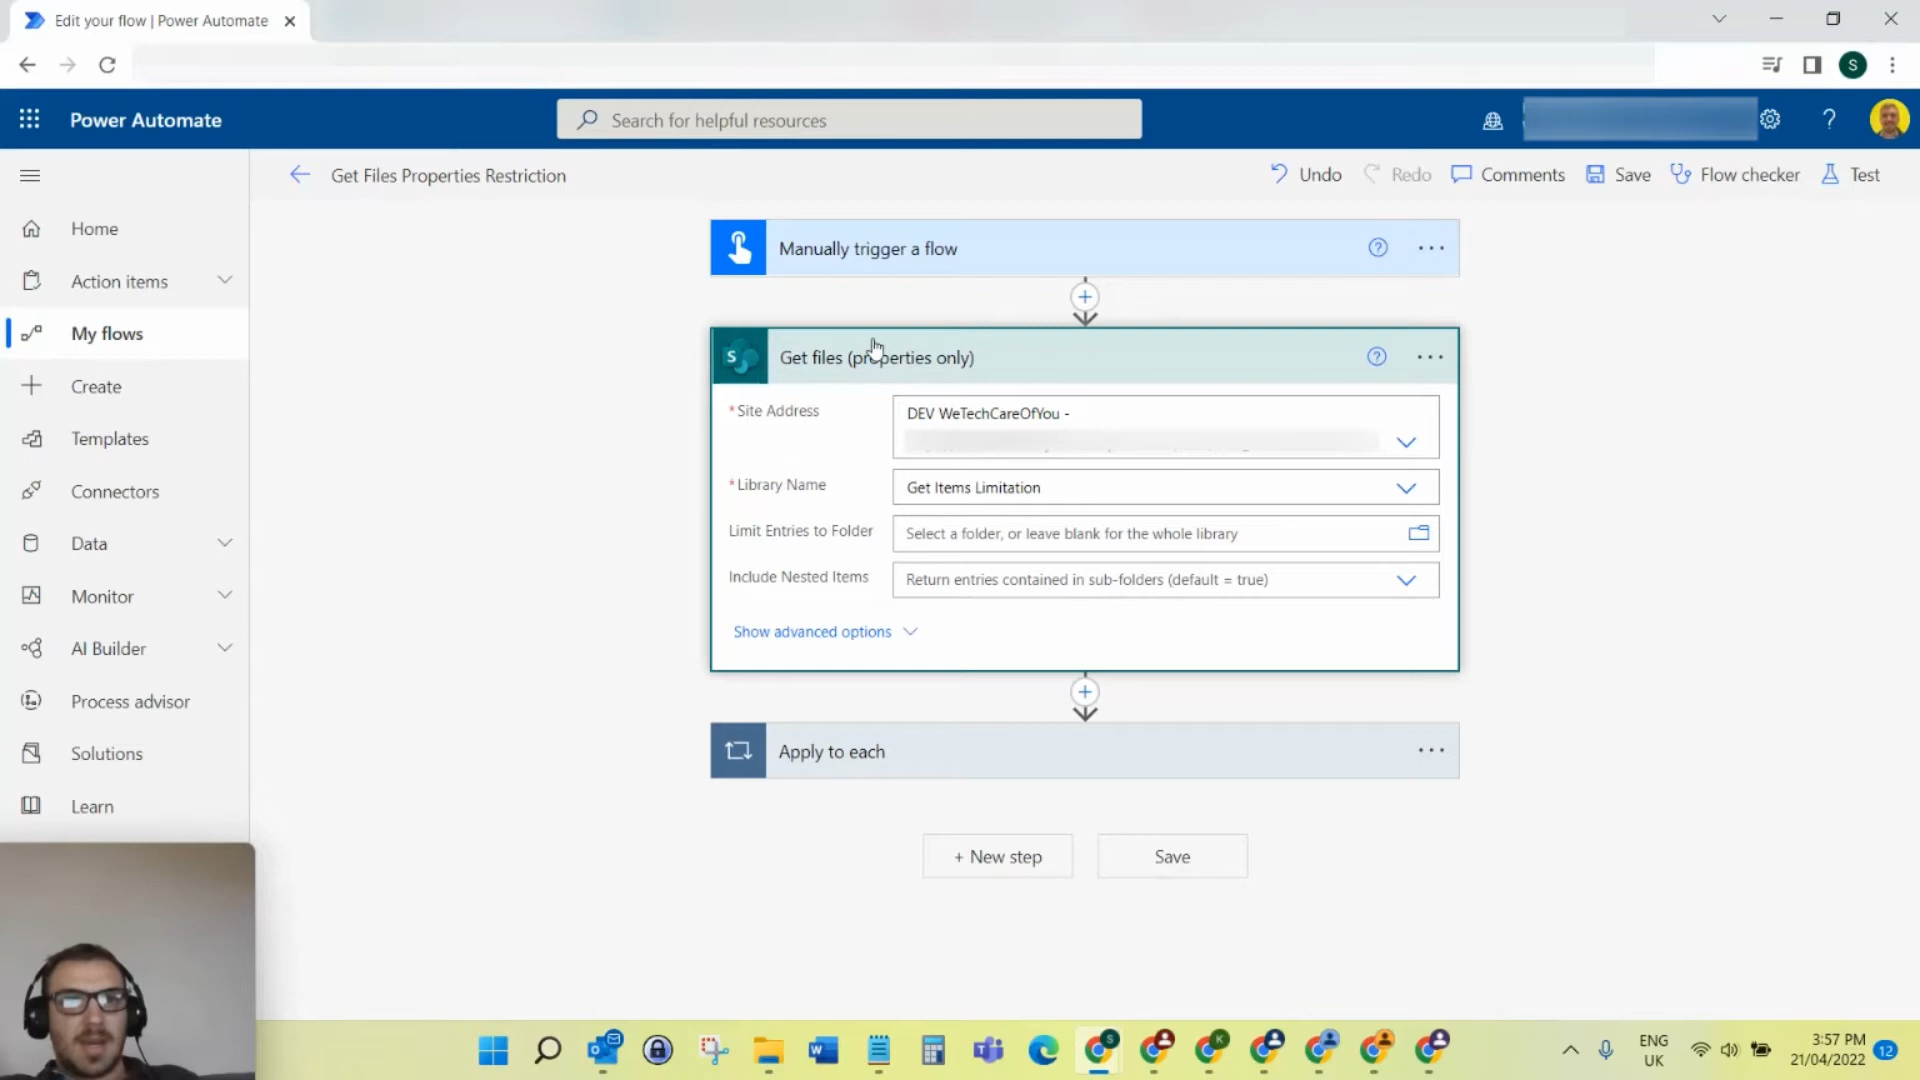 Edit your flow | Power Automate
S
Power Automate
Search for helpful resources
?
Get Files Properties Restriction
Undo
Redo
Comments
Save
Flow checker
Test
Home
Action items
My flows
Create
Templates
Connectors
Data
Monitor
AI Builder
Process advisor
Solutions
Learn
Manually trigger a flow
?
S
Get files (properties only)
?
*Site Address
DEV WeTechCareOfYou -
*Library Name
Get Items Limitation
Limit Entries to Folder
Select a folder, or leave blank for the whole library
Include Nested Items
Return entries contained in sub-folders (default = true)
Show advanced options
Apply to each
+ New step
Save
ENG
UK
3:57 PM
21/04/2022
12